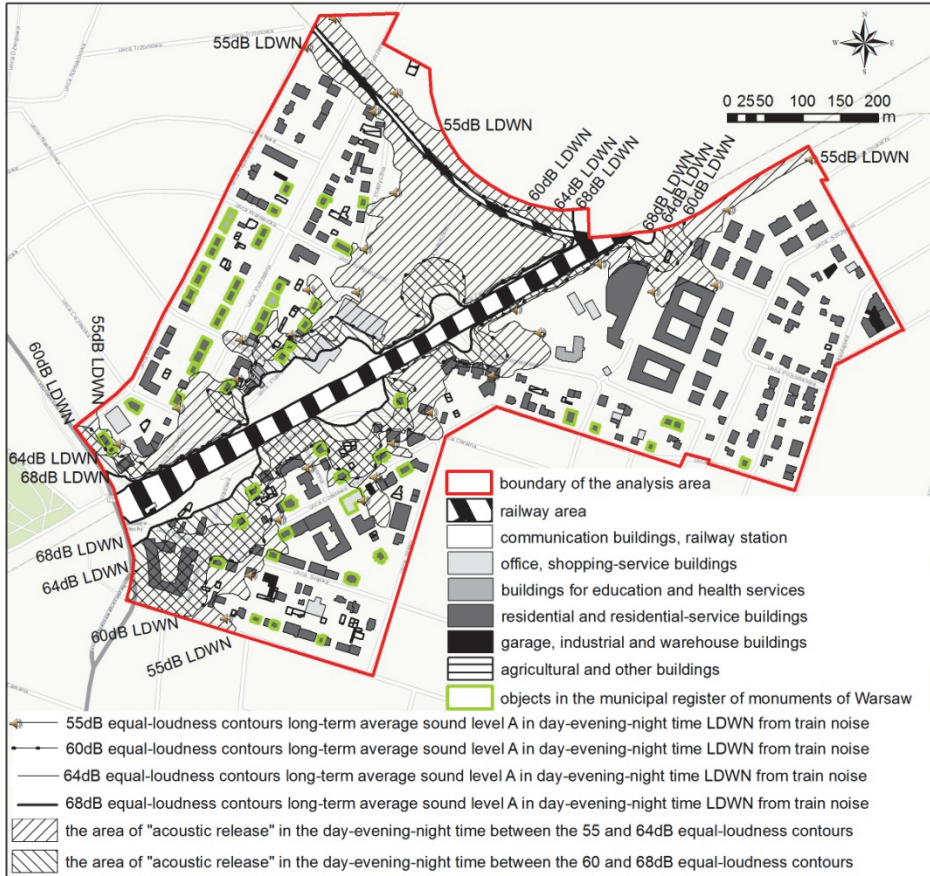 55dB LDWN
N
W
E
S
0 2550 100 150 200
m
55dB LDWN
60dB LDWN
64dB LDWN
68dB LDWN
68dB LDWN
64dB LDWN
60dB LDWN
55dB LDWN
55dB LDWN
60dB LDWN
64dB LDWN
68dB LDWN
68dB LDWN
64dB LDWN
60dB LDWN
55dB LDWN
boundary of the analysis area
railway area
communication buildings, railway station
office, shopping-service buildings
buildings for education and health services
residential and residential-service buildings
garage, industrial and warehouse buildings
agricultural and other buildings
objects in the municipal register of monuments of Warsaw
55dB equal-loudness contours long-term average sound level A in day-evening-night time LDWN from train noise
60dB equal-loudness contours long-term average sound level A in day-evening-night time LDWN from train noise
64dB equal-loudness contours long-term average sound level A in day-evening-night time LDWN from train noise
68dB equal-loudness contours long-term average sound level A in day-evening-night time LDWN from train noise
the area of "acoustic release" in the day-evening-night time between the 55 and 64dB equal-loudness contours
the area of "acoustic release" in the day-evening-night time between the 60 and 68dB equal-loudness contours